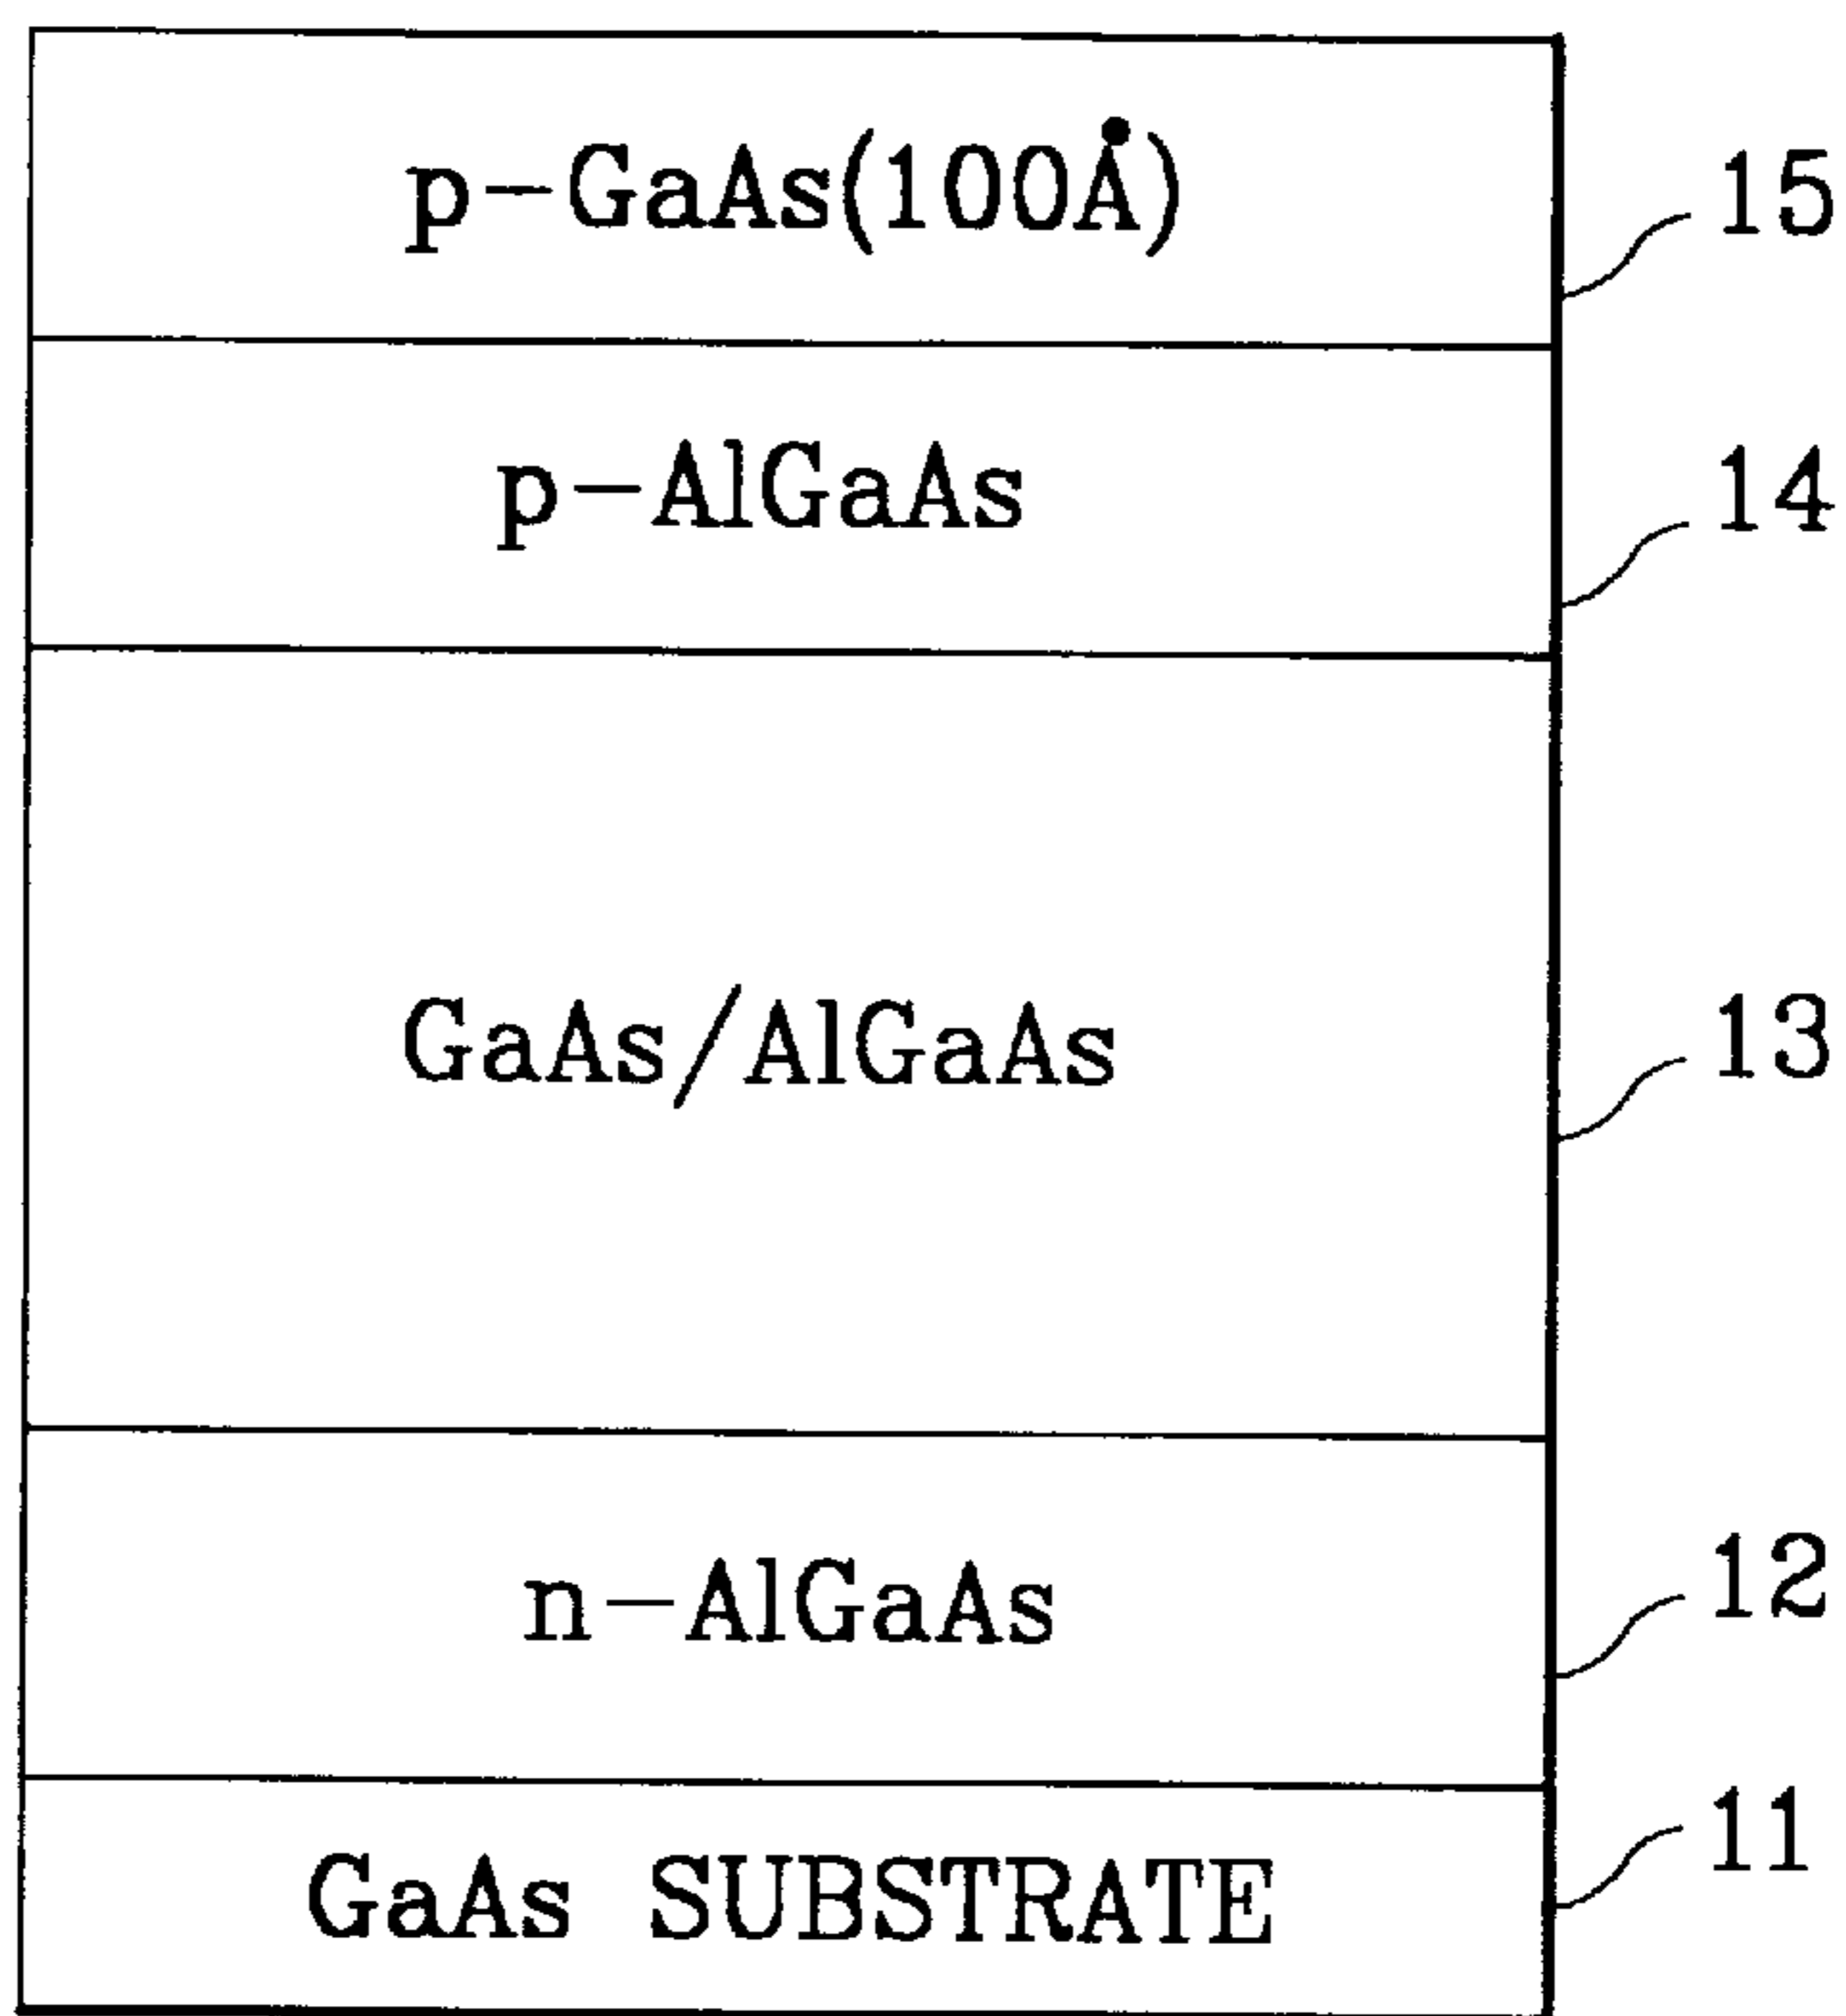 p-GaAs(100Å)
15
p-AlGaAs
14
GaAs/AlGaAs
13
n-AlGaAs
12
GaAs SUBSTRATE
11